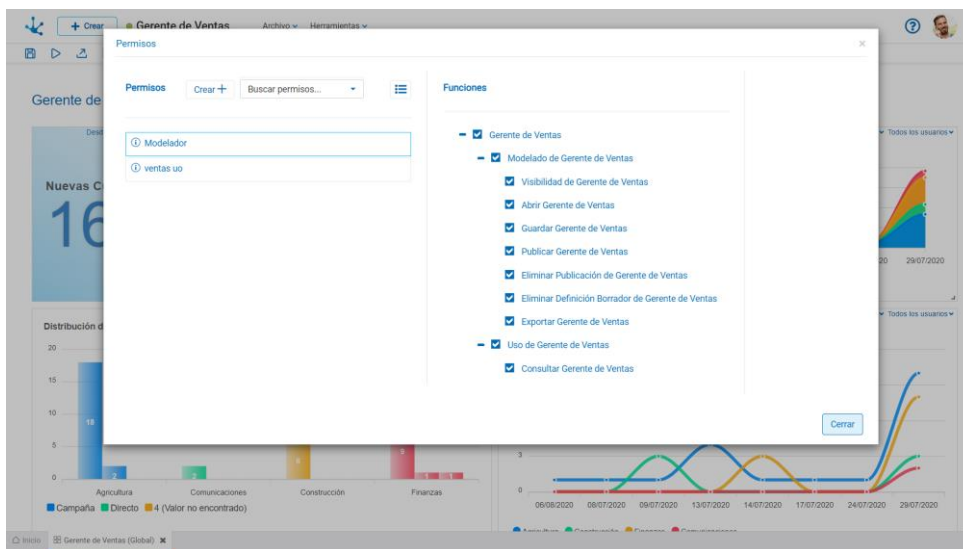 Crear
Gerente de Ventas
Archivo
Herramientas
Permisos
Permisos
Crear
Buscar permisos...
Modelador
ventas uo
Funciones
Gerente de Ventas
Modelado de Gerente de Ventas
Visibilidad de Gerente de Ventas
Abrir Gerente de Ventas
Guardar Gerente de Ventas
Publicar Gerente de Ventas
Eliminar Publicación de Gerente de Ventas
Eliminar Definición Borrador de Gerente de Ventas
Exportar Gerente de Ventas
Uso de Gerente de Ventas
Consultar Gerente de Ventas
Cerrar
Gerente de
Nuevas C
16
Todos los usuarios
29/07/2020
Todos los usuarios
Distribución d
20
15
10
5
0
18
2
2
9
1 1
Agricultura Comunicaciones Construcción Finanzas
Campaña Directo 4 (Valor no encontrado)
3
0
06/06/2020 08/07/2020 09/07/2020 13/07/2020 14/07/2020 17/07/2020 24/07/2020 29/07/2020
Inicio
Gerente de Ventas (Global)